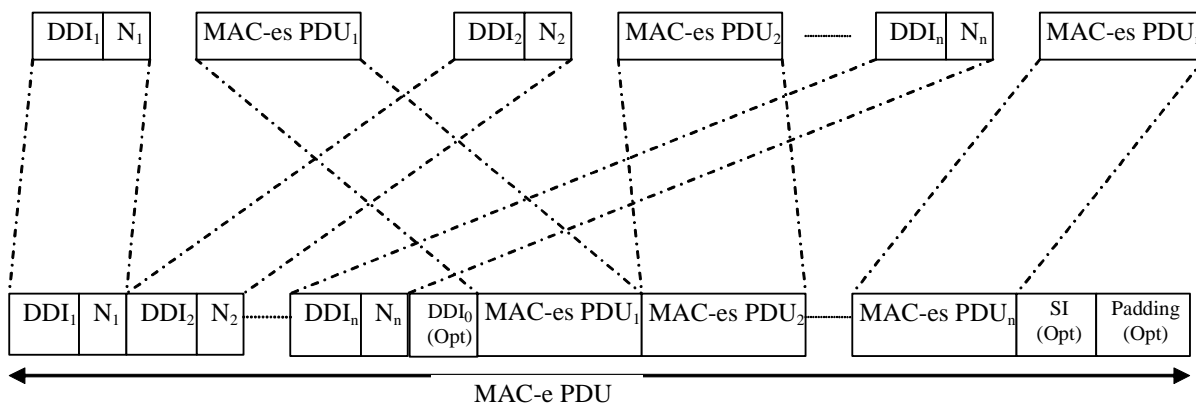 DDI₁ N₁ MAC-es PDU₁ DDI₂ N₂ MAC-es PDU₂ DDIₙ Nₙ MAC-es PDU
DDI₁ N₁ DDI₂ N₂ DDIₙ Nₙ DDI₀ (Opt) MAC-es PDU₁ MAC-es PDU₂ MAC-es PDUₙ SI (Opt) Padding (Opt)
MAC-e PDU